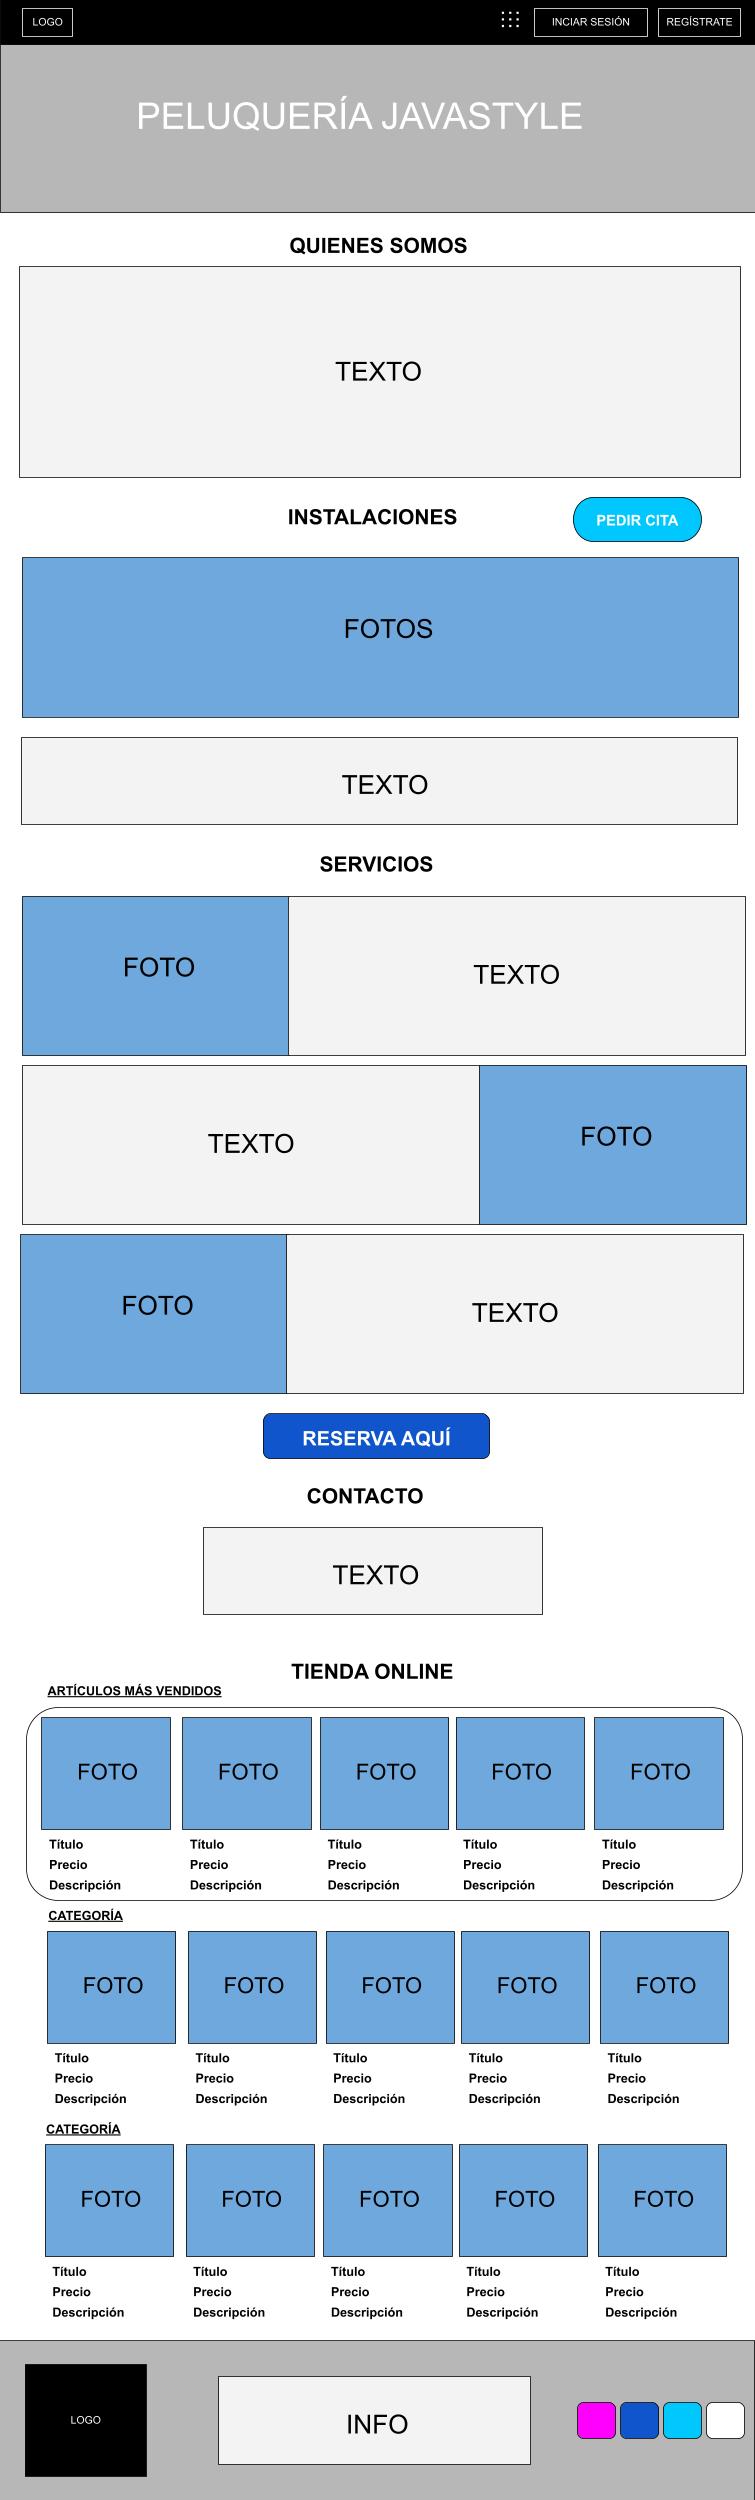 LOGO
INCIAR SESIÓN
REGÍSTRATE
PELUQUERÍA JAVASTYLE
QUIENES SOMOS
TEXTO
INSTALACIONES
PEDIR CITA
FOTOS
TEXTO
SERVICIOS
FOTO
TEXTO
TEXTO
FOTO
FOTO
TEXTO
RESERVA AQUÍ
CONTACTO
TEXTO
TIENDA ONLINE
ARTÍCULOS MÁS VENDIDOS
FOTO FOTO FOTO FOTO FOTO
Título Título Título Título Título
Precio Precio Precio Precio Precio
Descripción Descripción Descripción Descripción Descripción
CATEGORÍA
FOTO FOTO FOTO FOTO FOTO
Título Título Título Título Título
Precio Precio Precio Precio Precio
Descripción Descripción Descripción Descripción Descripción
CATEGORÍA
FOTO FOTO FOTO FOTO FOTO
Título Título Título Título Título
Precio Precio Precio Precio Precio
Descripción Descripción Descripción Descripción Descripción
LOGO
INFO